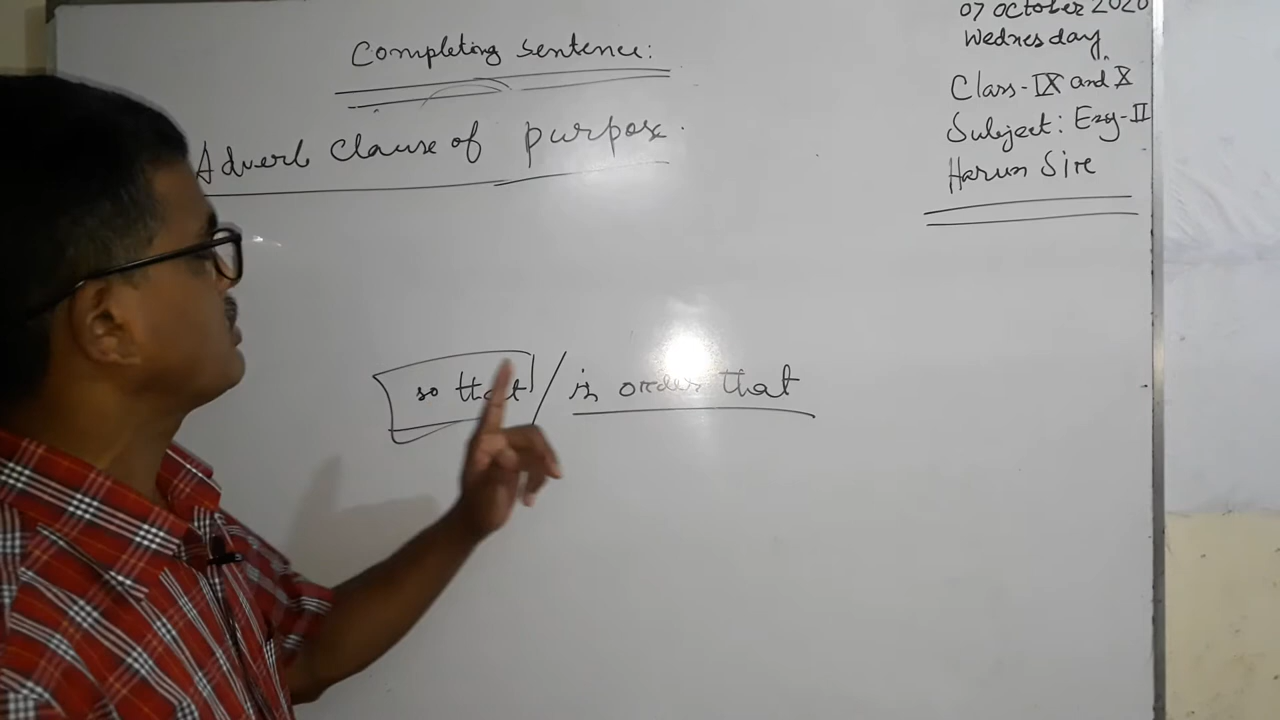 Completing Sentence:
Adverb Clause of purpose.
so that / in order that
07 October 2020
Wednesday
Class-IX and X
Subject: Eng-II
Harun Sire